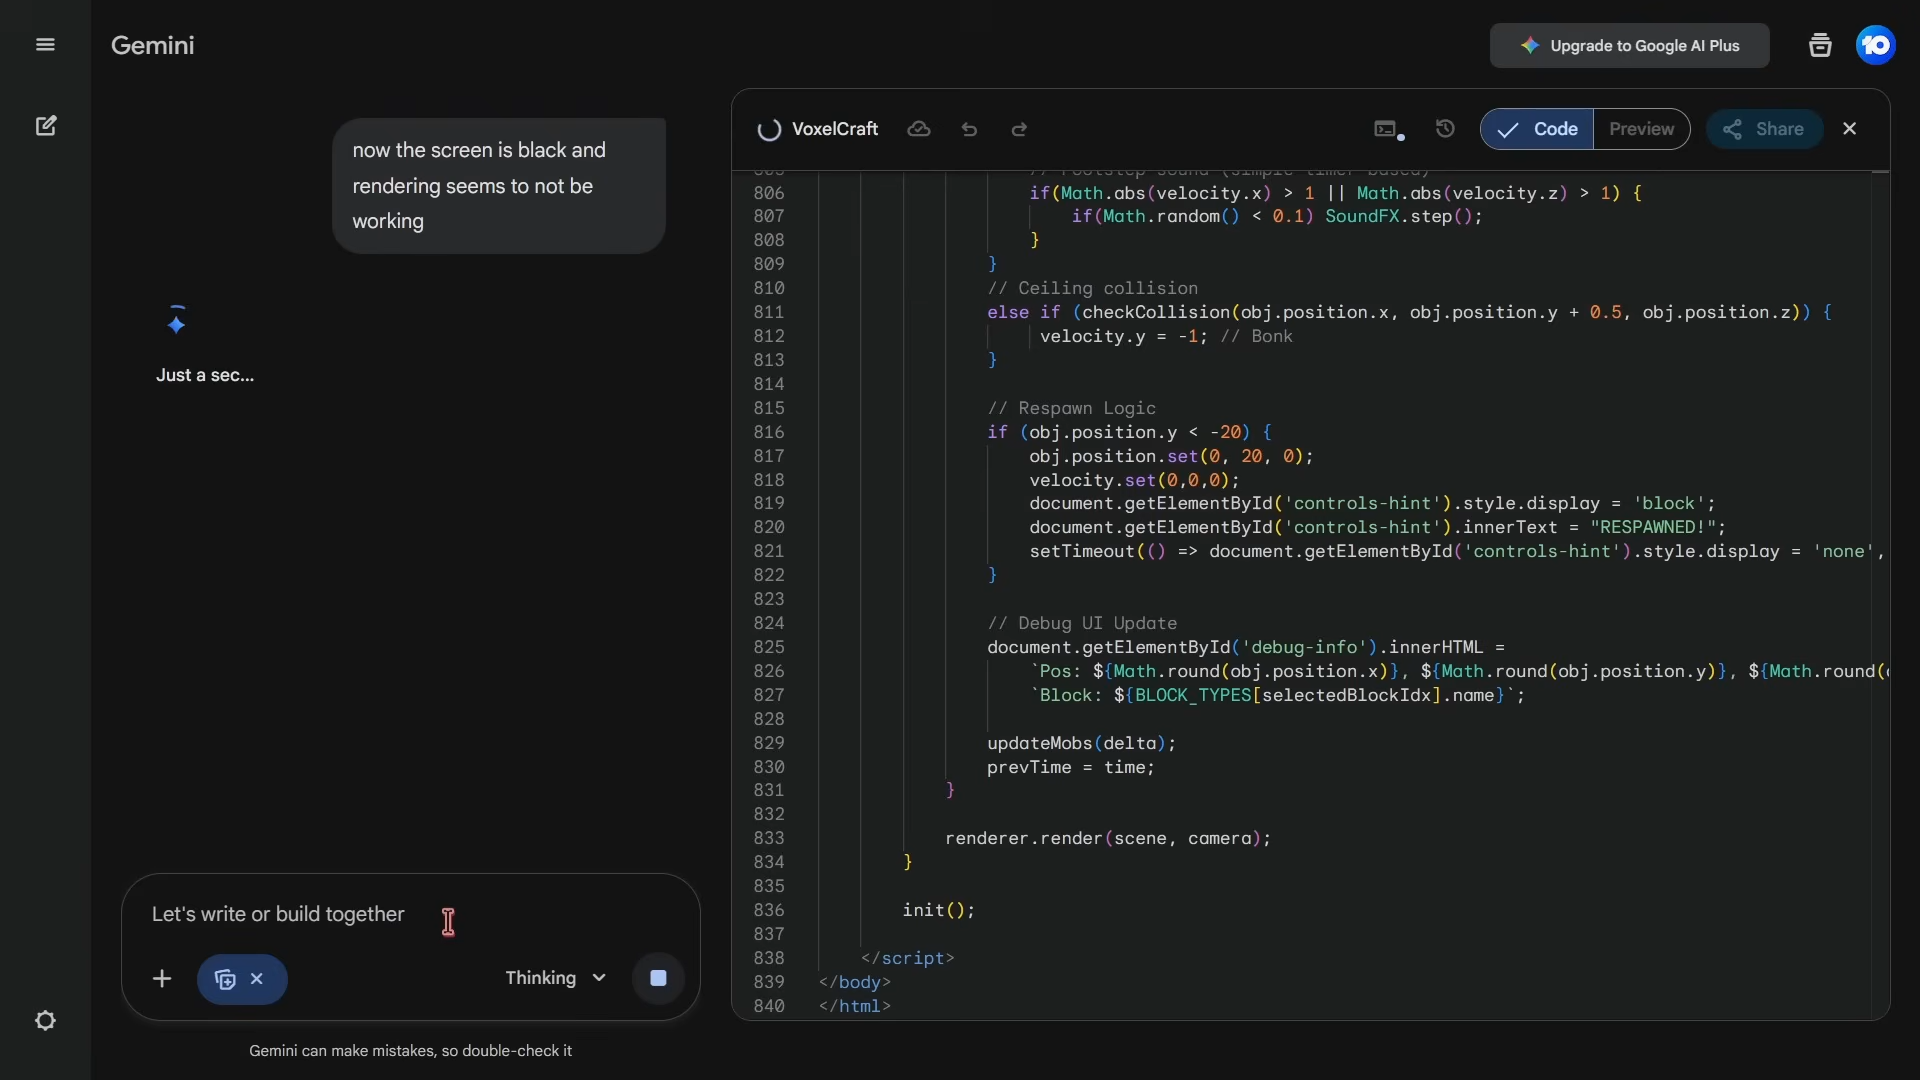 Gemini
Upgrade to Google AI Plus
now the screen is black and
rendering seems to not be
working
Just a sec...
Let's write or build together
Thinking
Gemini can make mistakes, so double-check it
VoxelCraft
Code
Preview
Share
806 if(Math.abs(velocity.x) > 1 || Math.abs(velocity.z) > 1) {
807 if(Math.random() < 0.1) SoundFX.step();
808 }
809 }
810 // Ceiling collision
811 else if (checkCollision(obj.position.x, obj.position.y + 0.5, obj.position.z)) {
812 velocity.y = -1; // Bonk
813 }
814
815 // Respawn Logic
816 if (obj.position.y < -20) {
817 obj.position.set(0, 20, 0);
818 velocity.set(0,0,0);
819 document.getElementById('controls-hint').style.display = 'block';
820 document.getElementById('controls-hint').innerText = "RESPAWNED!";
821 setTimeout(() => document.getElementById('controls-hint').style.display = 'none',
822 }
823
824 // Debug UI Update
825 document.getElementById('debug-info').innerHTML =
826 `Pos: ${Math.round(obj.position.x)}, ${Math.round(obj.position.y)}, ${Math.round(
827 `Block: ${BLOCK_TYPES[selectedBlockIdx].name}`;
828
829 updateMobs(delta);
830 prevTime = time;
831 }
832
833 renderer.render(scene, camera);
834 }
835
836 init();
837
838 </script>
839 </body>
840 </html>